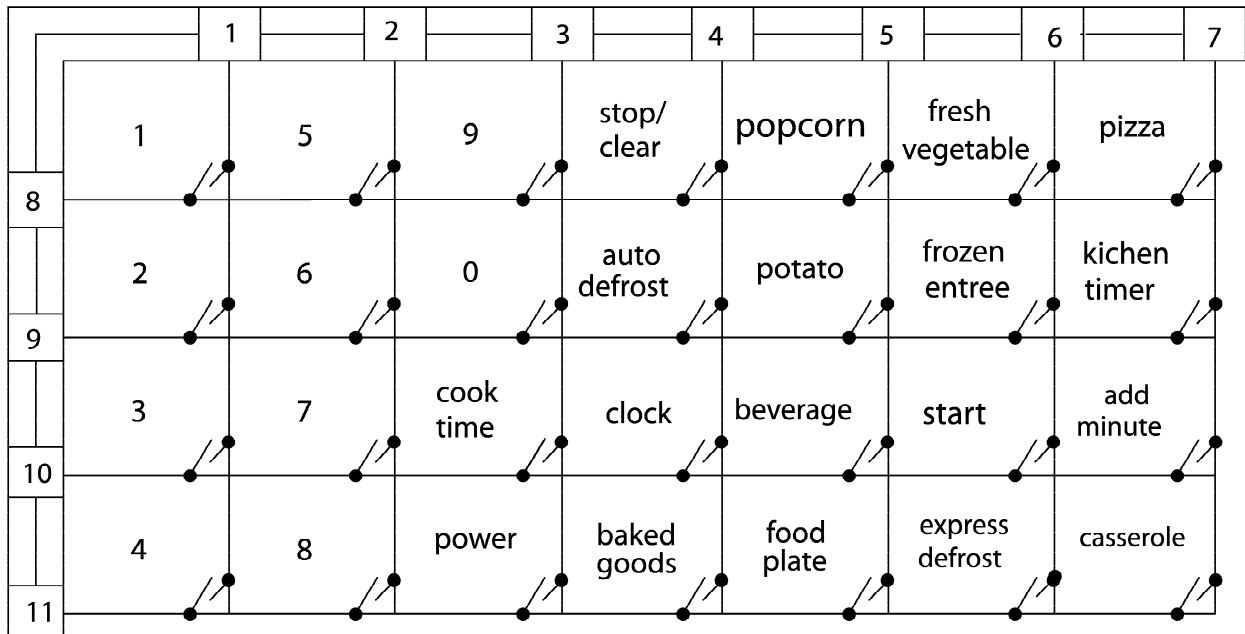 1 2 3 4 5 6 7
1 5 9 stop/ clear popcorn fresh vegetable pizza
8
2 6 0 auto defrost potato frozen entree kichen timer
9
3 7 cook time clock beverage start add minute
10
4 8 power baked goods food plate express defrost casserole
11